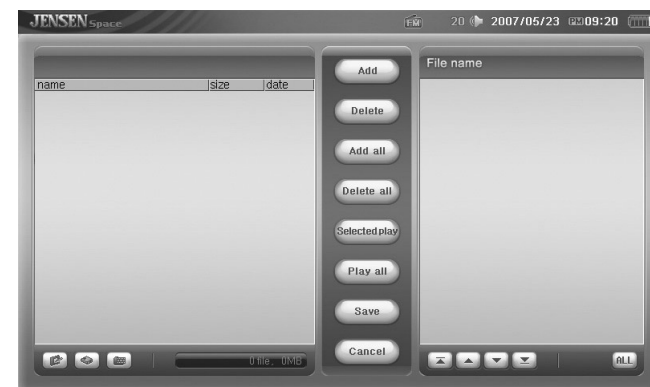 JENSEN Space FM 20 2007/05/23 PM 09:20
File name
name size date
Add
Delete
Add all
Delete all
Selected play
Play all
Save
Cancel
0 file, 0MB
ALL